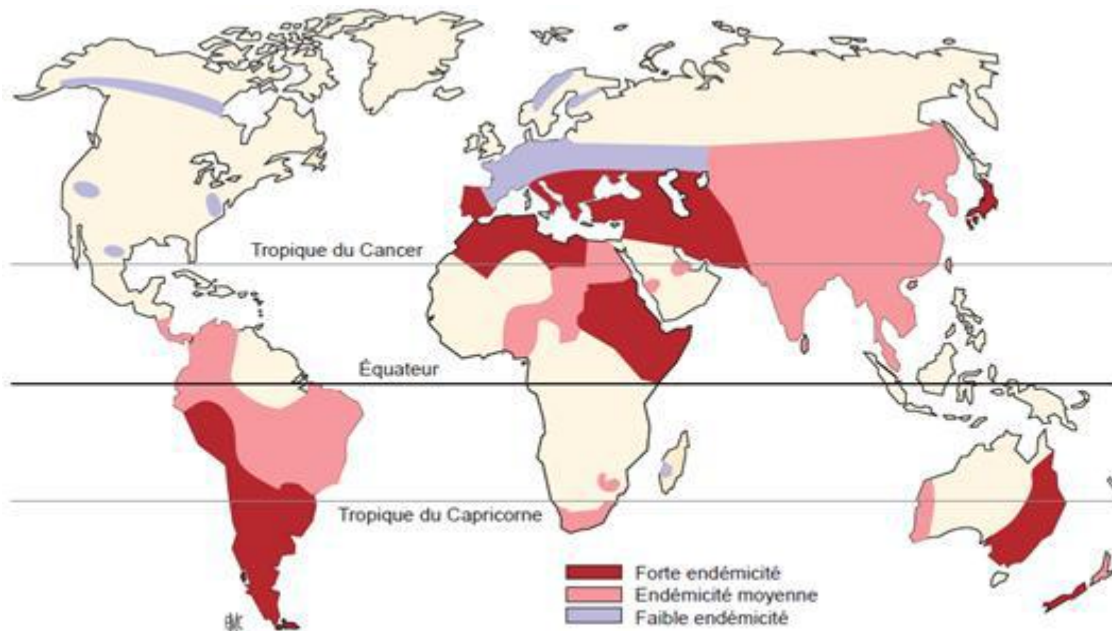 Tropique du Cancer
Équateur
Tropique du Capricorne
Forte endémicité
Endémicité moyenne
Faible endémicité